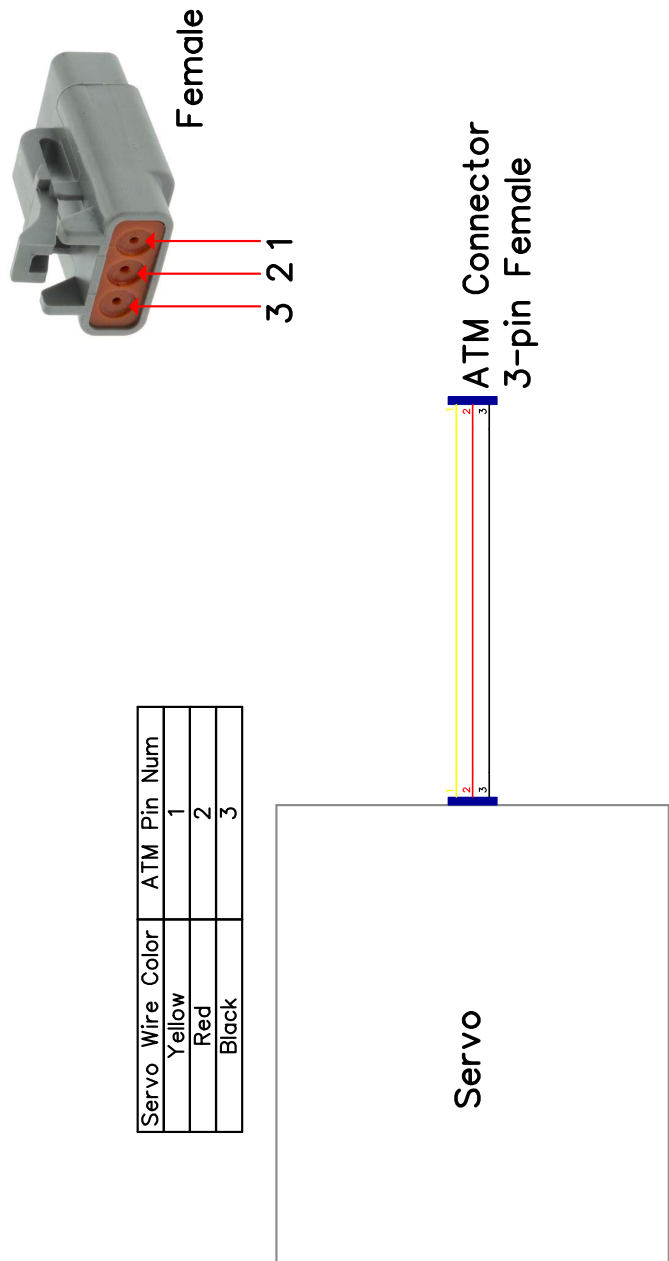 Servo Wire Color ATM Pin Num
Yellow 1
Red 2
Black 3
Female
1
2
3
Servo
1 1
2 2
3 3
ATM Connector
3-pin Female